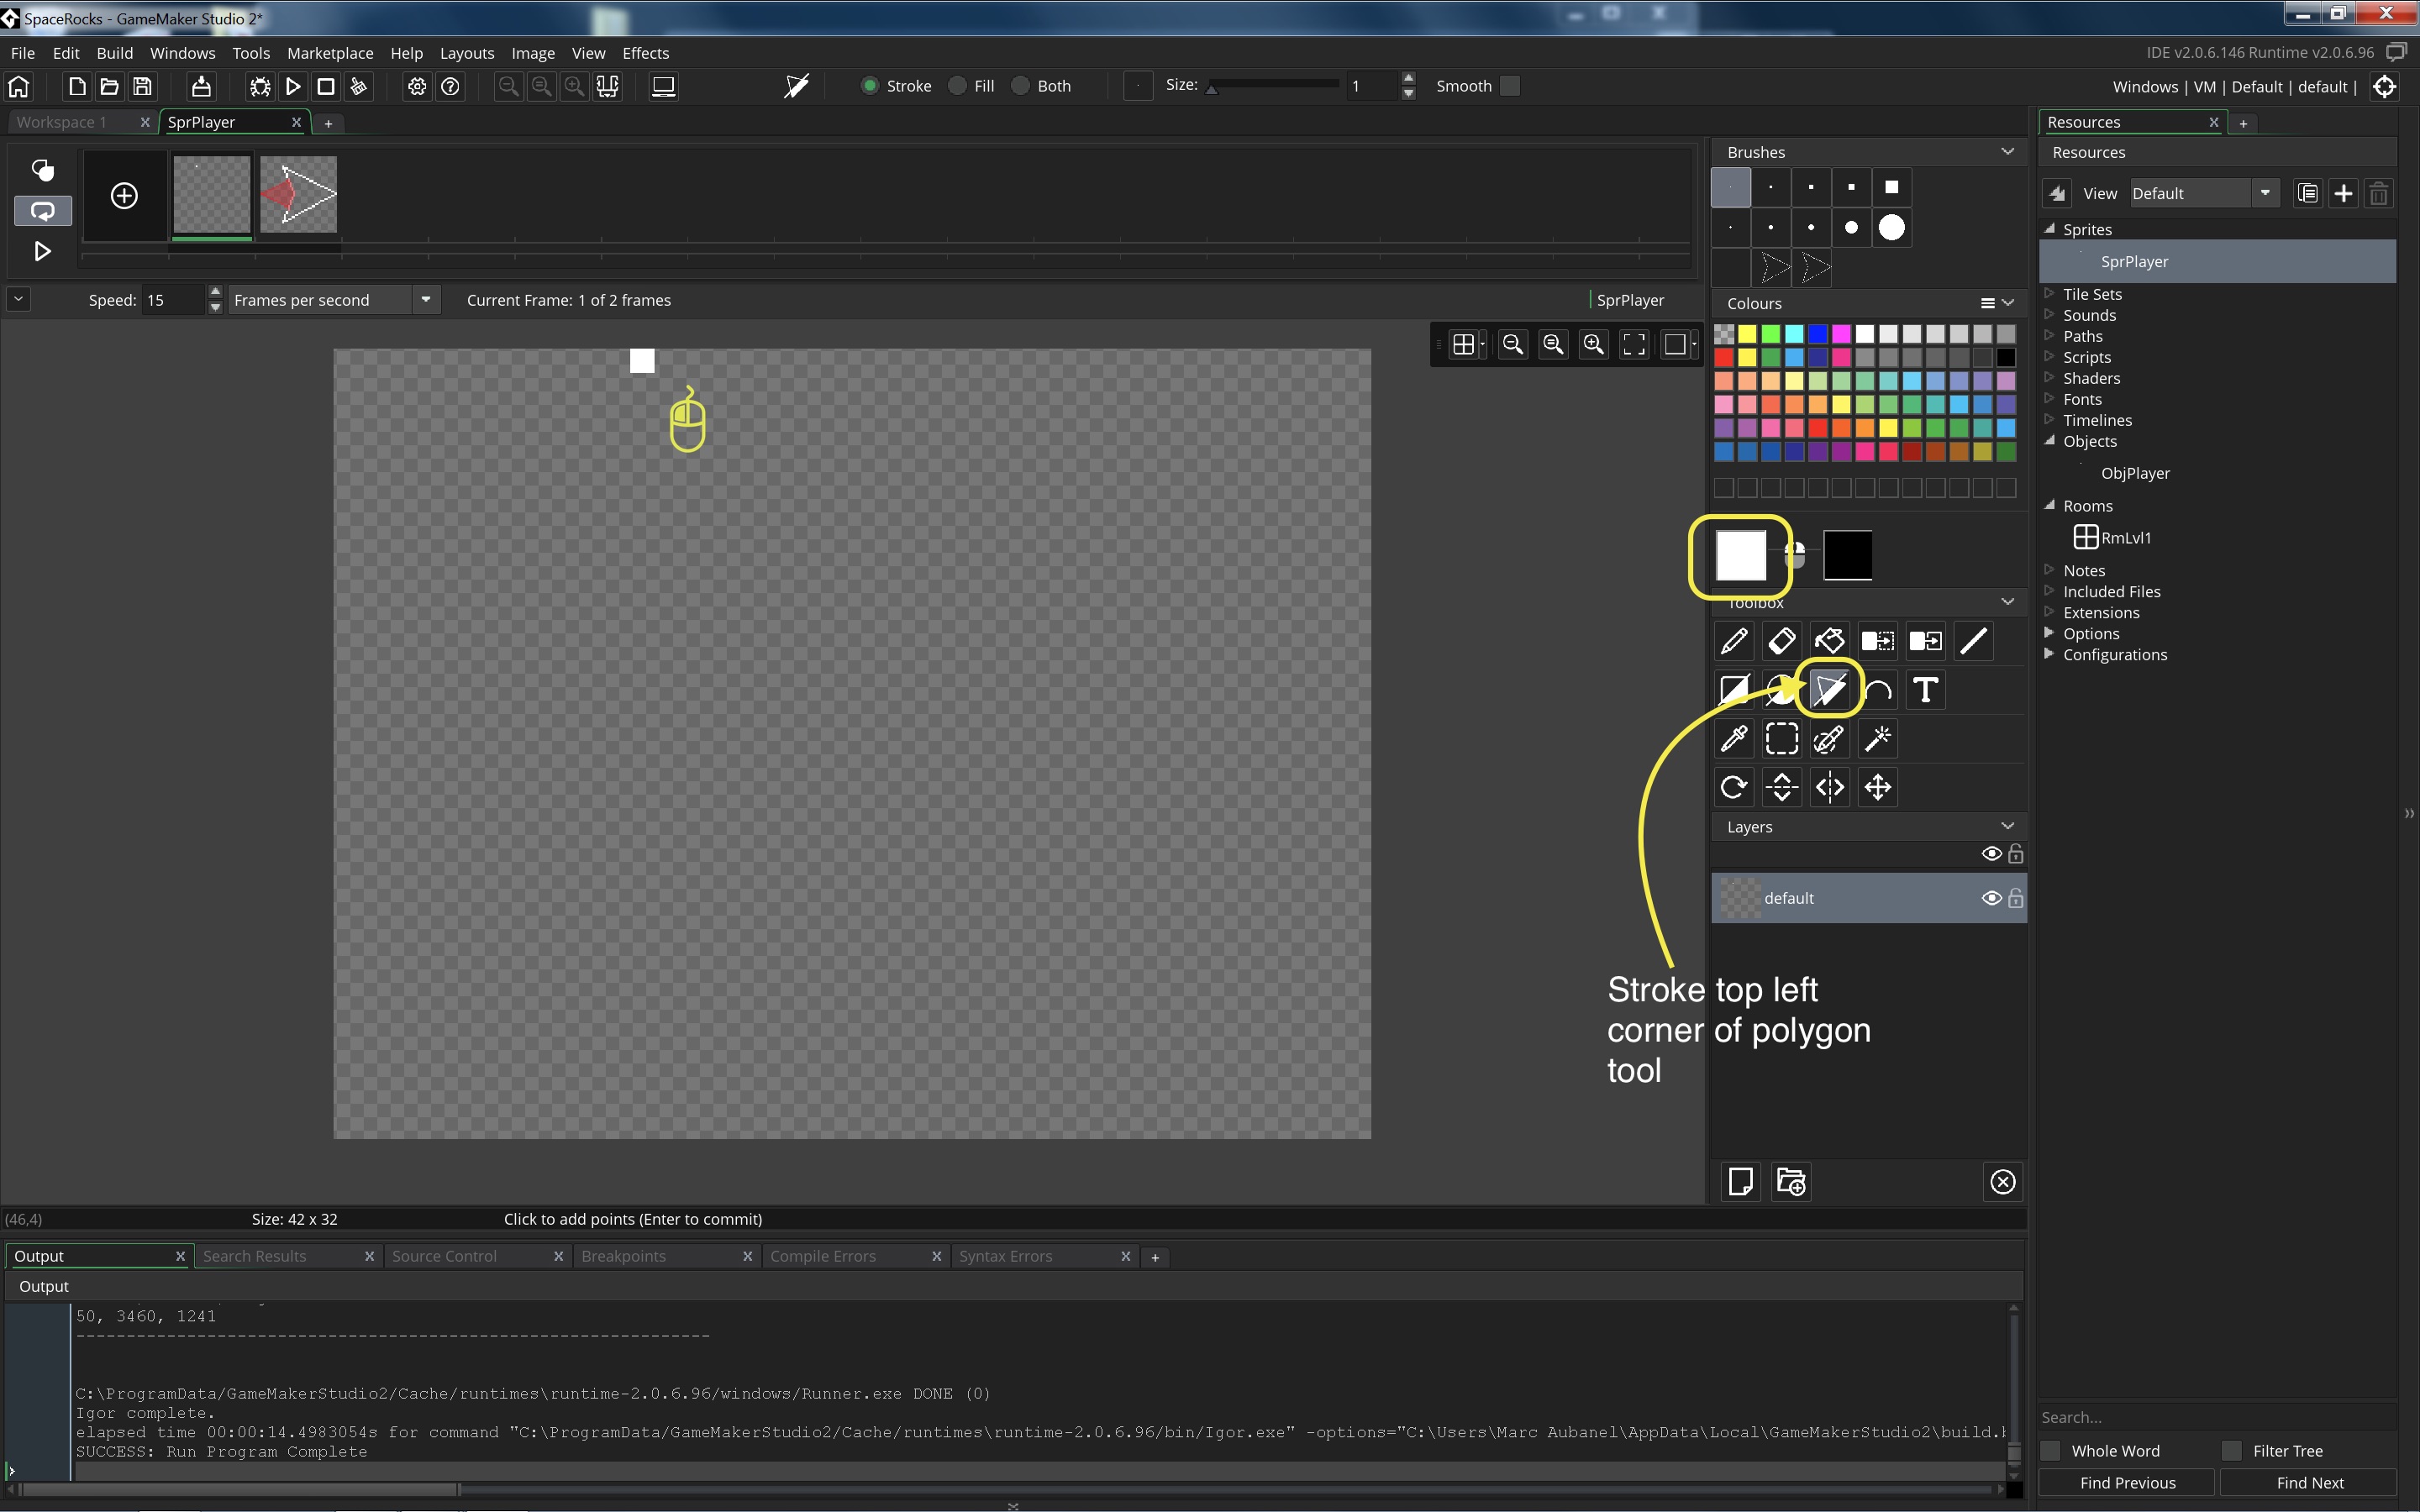 SpaceRocks - GameMaker Studio 2*
File Edit Build Windows Tools Marketplace Help Layouts Image View Effects
IDE v2.0.6.146 Runtime v2.0.6.96
Stroke Fill Both Size: 1 Smooth
Windows | VM | Default | default |
Workspace 1 X SprPlayer X +
Speed: 15 Frames per second Current Frame: 1 of 2 frames SprPlayer
Brushes
Colours
Toolbox
Layers
default
Stroke top left
corner of polygon
tool
Resources X +
Resources
View Default
Sprites
SprPlayer
Tile Sets
Sounds
Paths
Scripts
Shaders
Fonts
Timelines
Objects
ObjPlayer
Rooms
RmLvl1
Notes
Included Files
Extensions
Options
Configurations
(46,4) Size: 42 x 32 Click to add points (Enter to commit)
Output X Search Results X Source Control X Breakpoints X Compile Errors X Syntax Errors X +
Output
50, 3460, 1241
---------------------------------------------------------------
C:\ProgramData/GameMakerStudio2/Cache/runtimes\runtime-2.0.6.96/windows/Runner.exe DONE (0)
Igor complete.
elapsed time 00:00:14.4983054s for command "C:\ProgramData/GameMakerStudio2/Cache/runtimes\runtime-2.0.6.96/bin/Igor.exe" -options="C:\Users\Marc Aubanel\AppData\Local\GameMakerStudio2\build.
SUCCESS: Run Program Complete
Search...
Whole Word Filter Tree
Find Previous Find Next